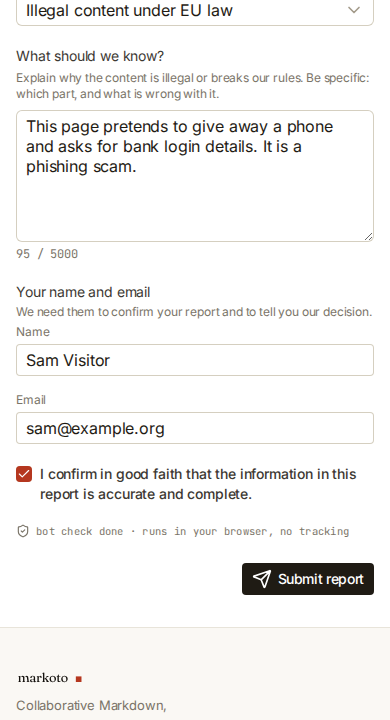 Illegal content under EU law
What should we know?
Explain why the content is illegal or breaks our rules. Be specific:
which part, and what is wrong with it.
This page pretends to give away a phone
and asks for bank login details. It is a
phishing scam.
95 / 5000
Your name and email
We need them to confirm your report and to tell you our decision.
Name
Sam Visitor
Email
sam@example.org
I confirm in good faith that the information in this
report is accurate and complete.
bot check done · runs in your browser, no tracking
Submit report
markoto
Collaborative Markdown,